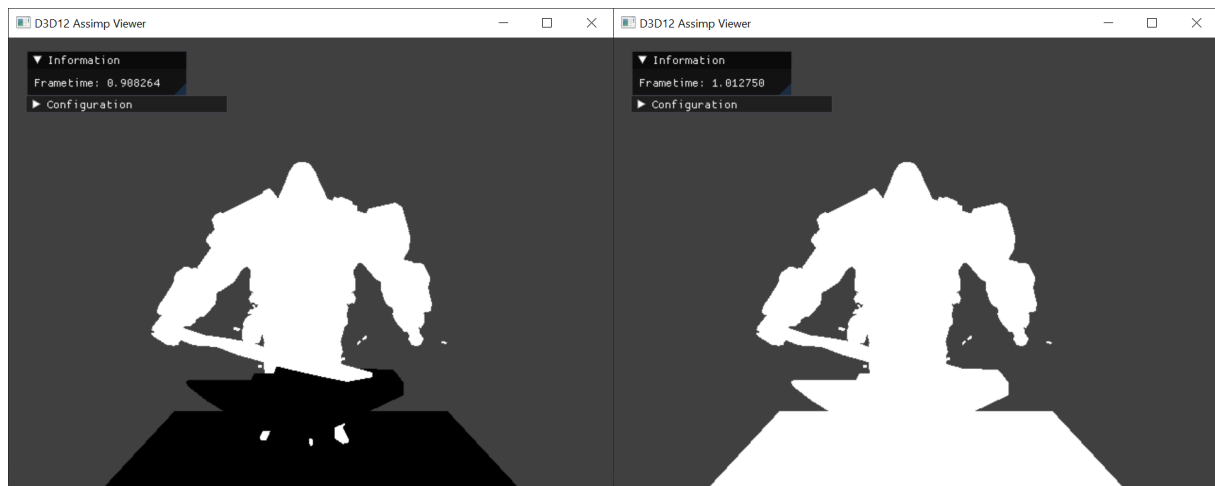 D3D12 Assimp Viewer
Information
Frametime: 0.908264
Configuration
D3D12 Assimp Viewer
Information
Frametime: 1.012750
Configuration